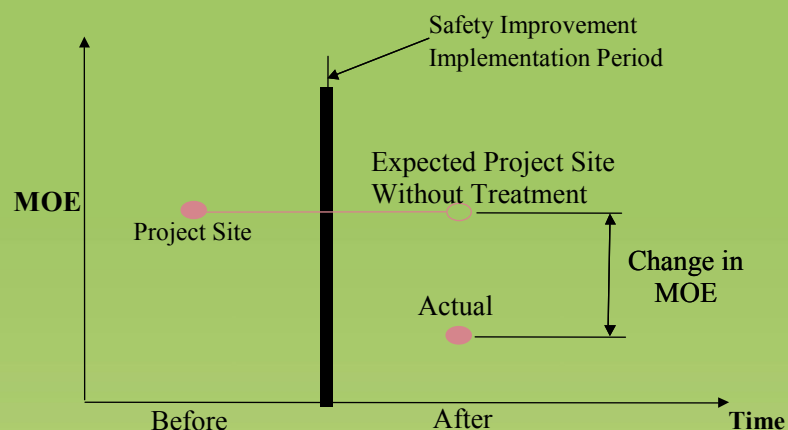 Safety Improvement
Implementation Period
Expected Project Site
Without Treatment
MOE
Project Site
Change in
MOE
Actual
Before
After
Time